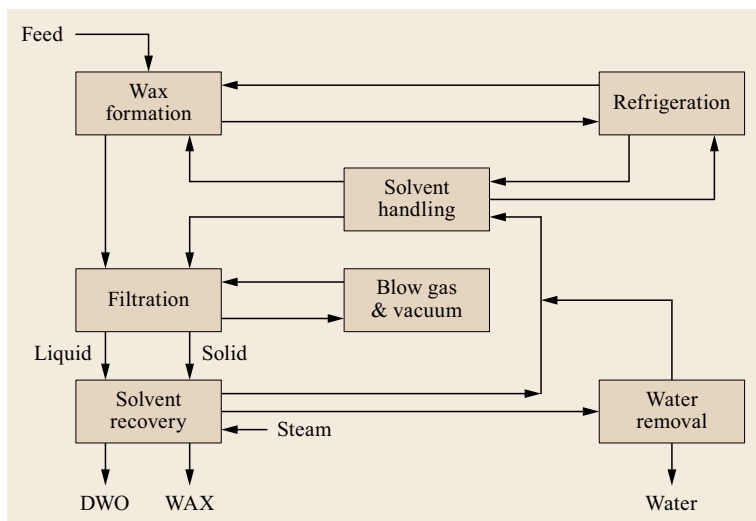 Feed
Wax
formation
Refrigeration
Solvent
handling
Filtration
Blow gas
& vacuum
Liquid
Solid
Solvent
recovery
Steam
Water
removal
DWO
WAX
Water